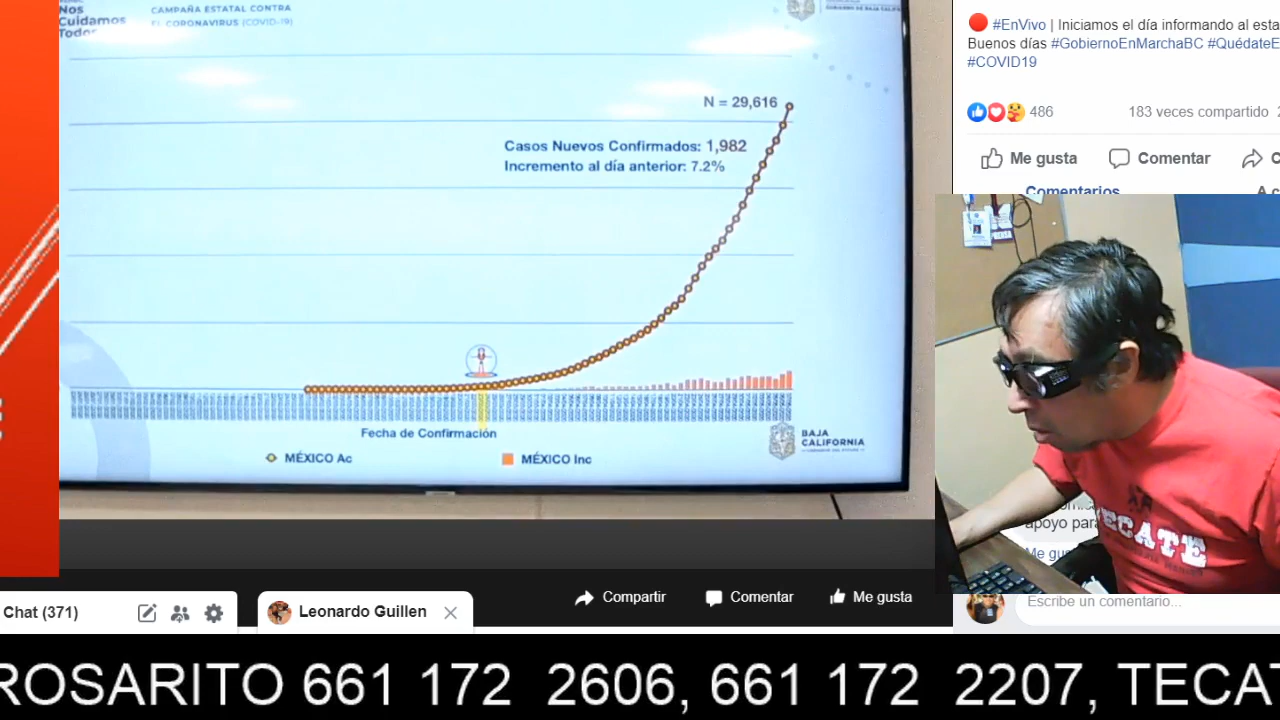 Nos
Cuidamos
Todos
CAMPAÑA ESTATAL CONTRA
EL CORONAVIRUS (COVID-19)
N = 29,616
Casos Nuevos Confirmados: 1,982
Incremento al día anterior: 7.2%
Fecha de Confirmación
MÉXICO Ac
MÉXICO Inc
BAJA
CALIFORNIA
#EnVivo | Iniciamos el día informando al esta
Buenos días #GobiernoEnMarchaBC #QuédateE
#COVID19
486
183 veces compartido
Me gusta
Comentar
Comentarios
apoyo para
Me gu
TECATE
Compartir
Comentar
Me gusta
Escribe un comentario...
Chat (371)
Leonardo Guillen
ROSARITO 661 172 2606, 661 172 2207, TECAT